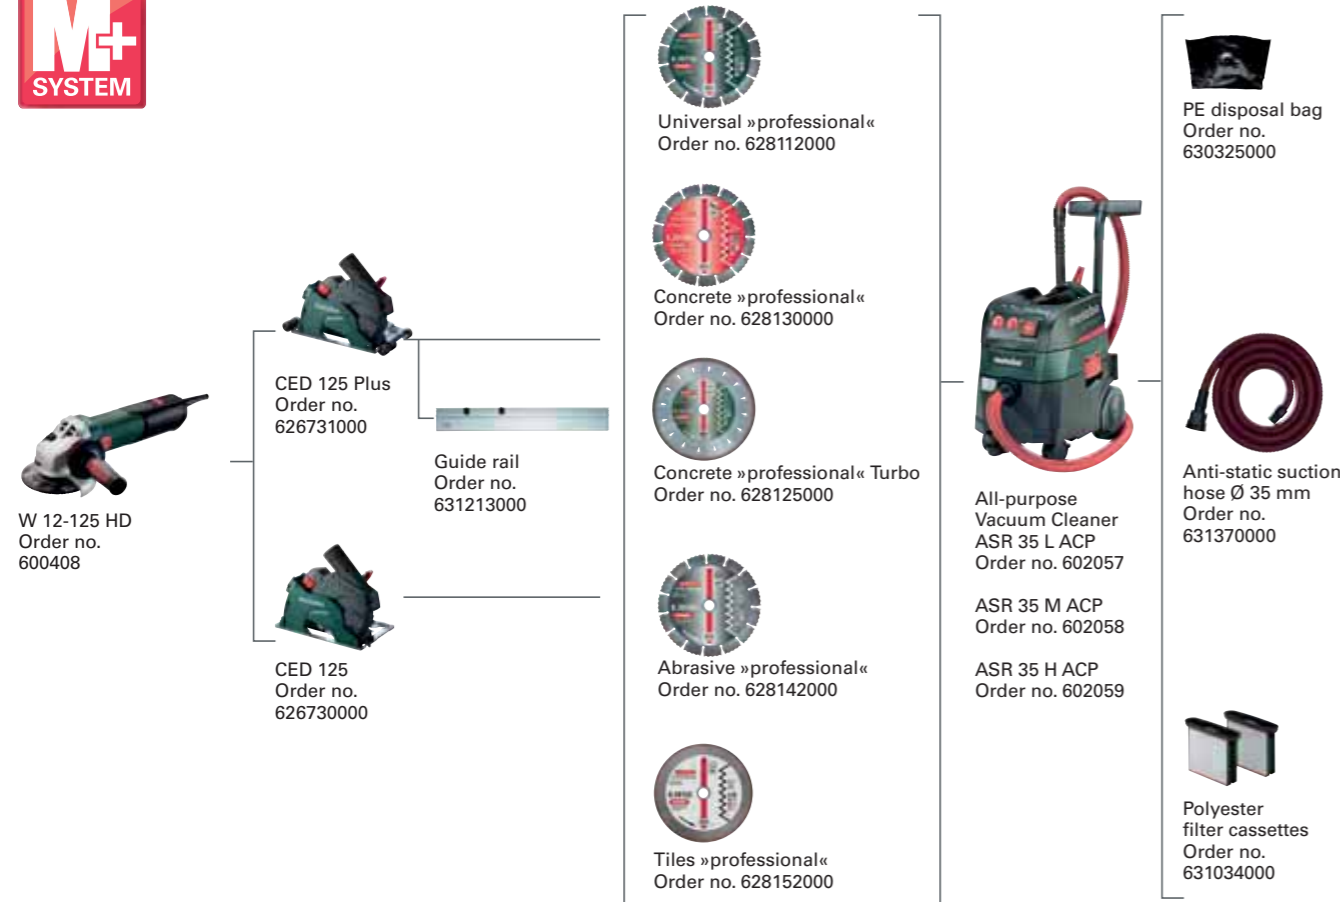 M+
SYSTEM
W 12-125 HD
Order no.
600408
CED 125 Plus
Order no.
626731000
Guide rail
Order no.
631213000
CED 125
Order no.
626730000
Universal »professional«
Order no. 628112000
Concrete »professional«
Order no. 628130000
Concrete »professional« Turbo
Order no. 628125000
Abrasive »professional«
Order no. 628142000
Tiles »professional«
Order no. 628152000
All-purpose
Vacuum Cleaner
ASR 35 L ACP
Order no. 602057
ASR 35 M ACP
Order no. 602058
ASR 35 H ACP
Order no. 602059
PE disposal bag
Order no.
630325000
Anti-static suction
hose Ø 35 mm
Order no.
631370000
Polyester
filter cassettes
Order no.
631034000